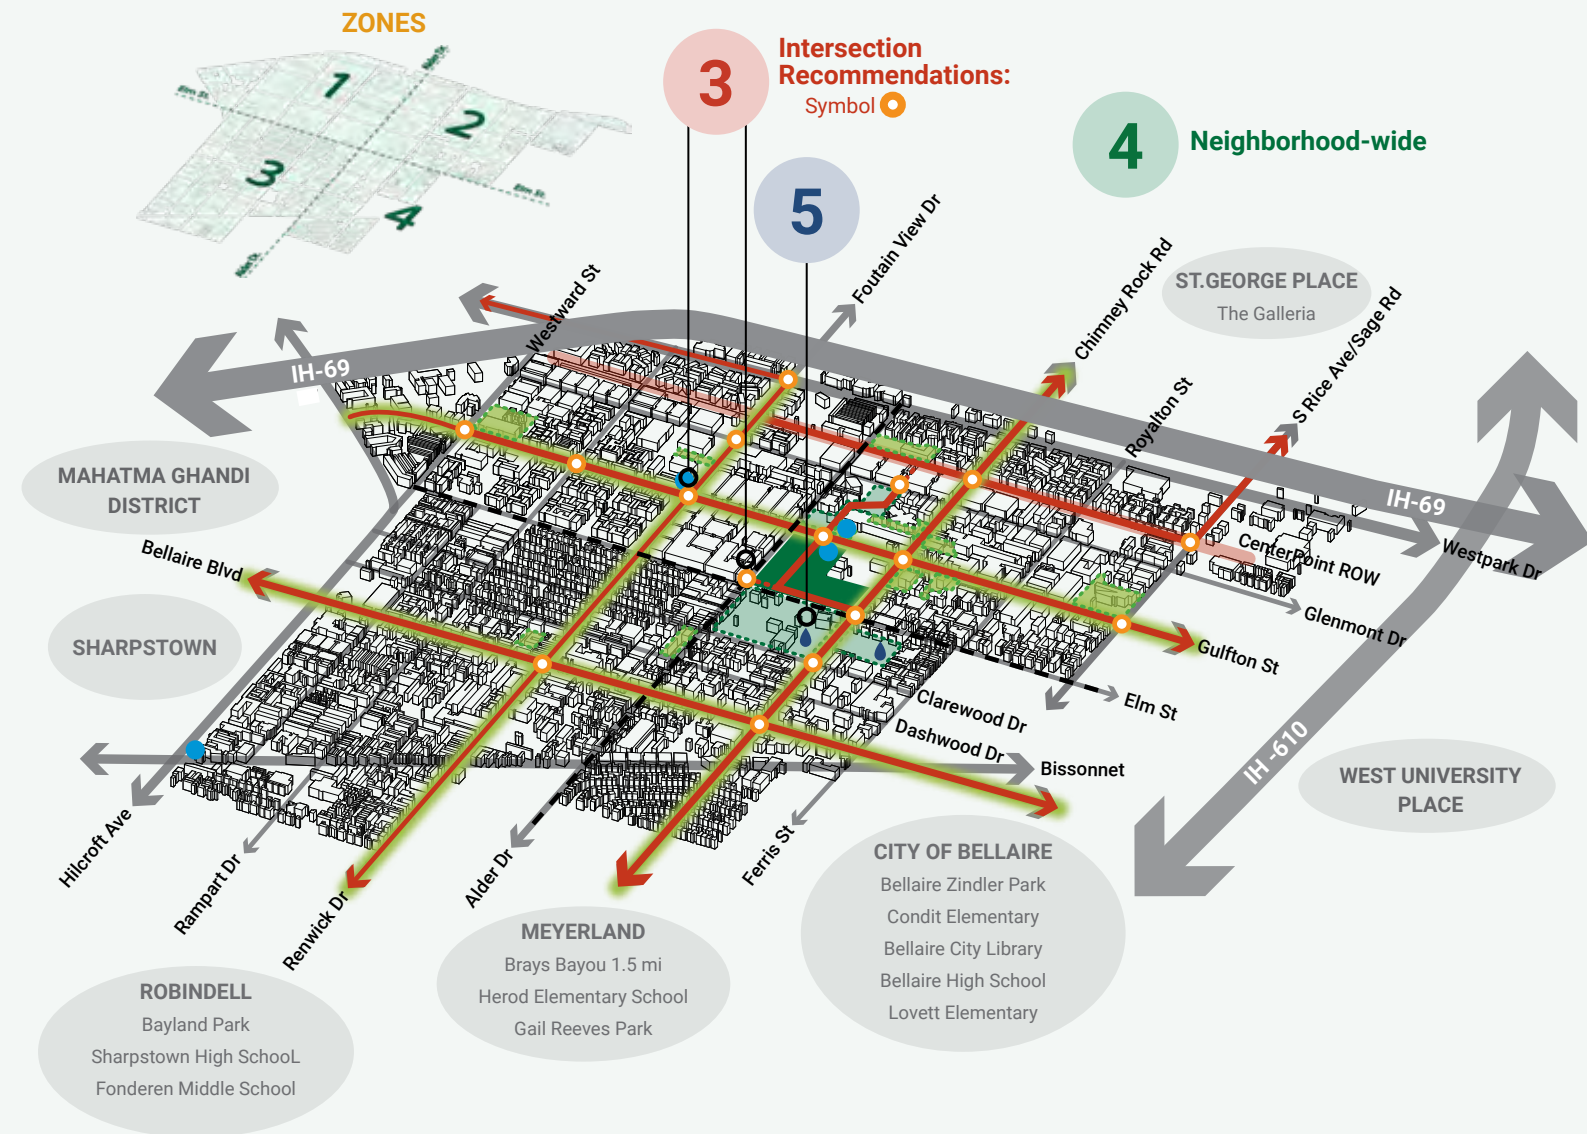 ZONES
1
2
3
4
Elm St.
Elm St.
3
Intersection
Recommendations:
Symbol
4
Neighborhood-wide
5
Foutain View Dr
Westward St
Chimney Rock Rd
ST.GEORGE PLACE
The Galleria
S Rice Ave/Sage Rd
Royalton St
IH-69
IH-69
MAHATMA GHANDI
DISTRICT
Bellaire Blvd
SHARPSTOWN
CenterPoint ROW
Westpark Dr
Glenmont Dr
Gulfton St
Elm St
Clarewood Dr
Dashwood Dr
Bissonnet
IH -610
WEST UNIVERSITY
PLACE
Hilcroft Ave
Rampart Dr
Renwick Dr
Alder Dr
Ferris St
CITY OF BELLAIRE
Bellaire Zindler Park
Condit Elementary
Bellaire City Library
Bellaire High School
Lovett Elementary
MEYERLAND
Brays Bayou 1.5 mi
Herod Elementary School
Gail Reeves Park
ROBINDELL
Bayland Park
Sharpstown High SchooL
Fonderen Middle School